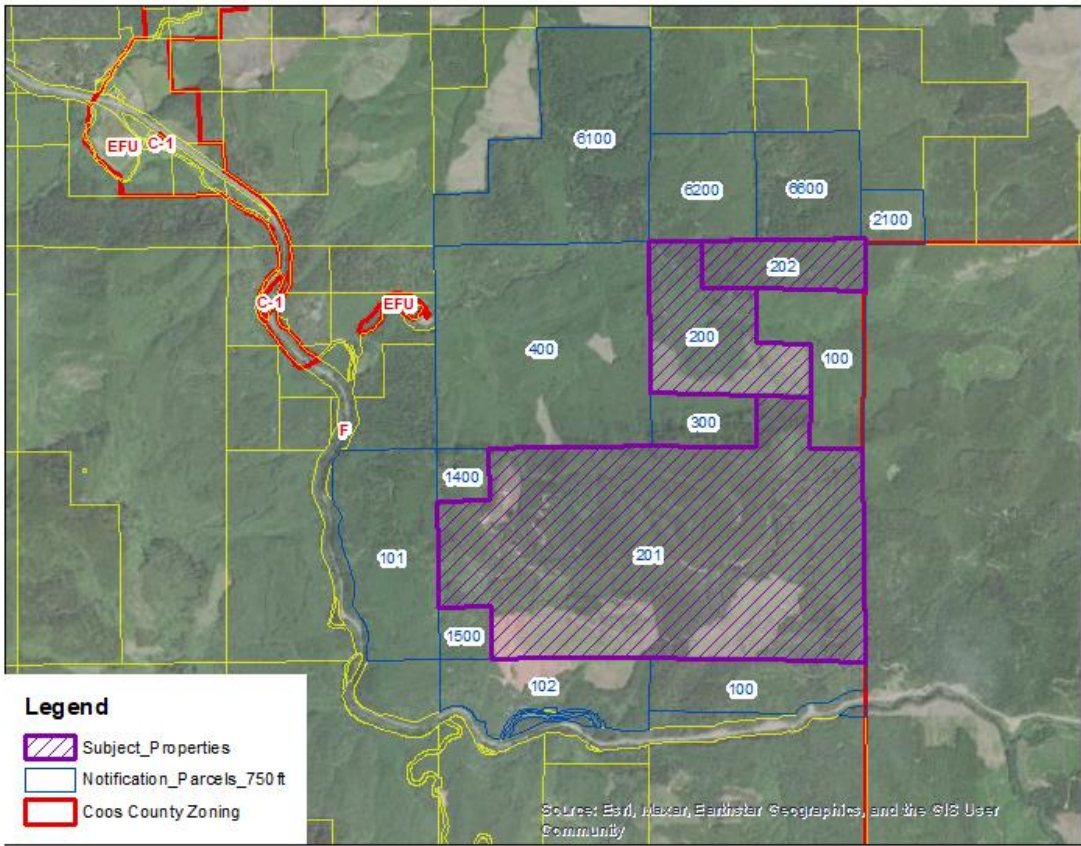 6100
EFU C-1
6200
6600
2100
202
C-1
EFU
200
400
100
300
F
1400
101
201
1500
102
100
Legend
Subject_Properties
Notification_Parcels_750ft
Coos County Zoning
Source: Esri, Maxar, Earthstar Geographics, and the GIS User
Community